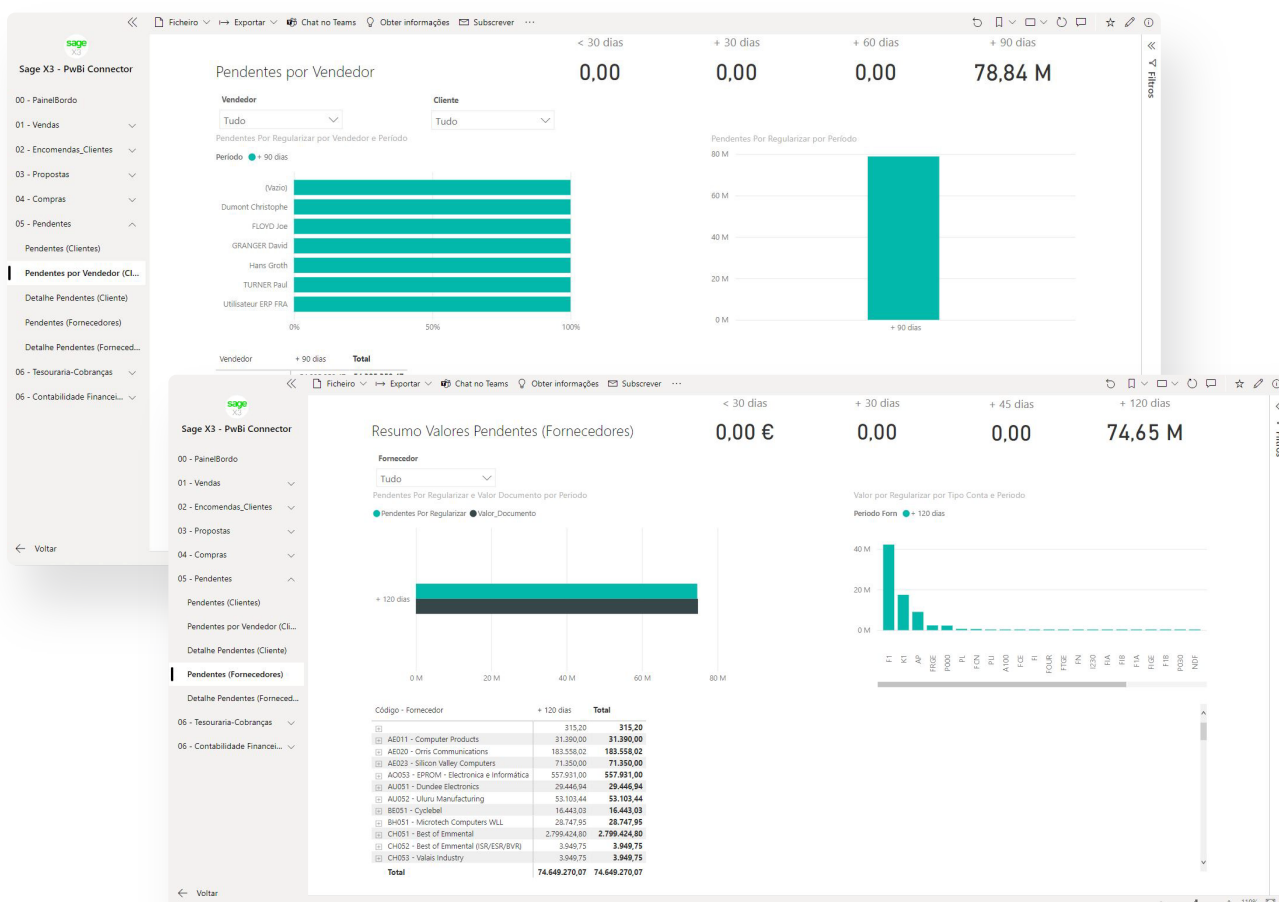 Ficheiro
Exportar
Chat no Teams
Obter informações
Subscrever
sage
X3
Sage X3 - PwBi Connector
00 - PainelBordo
01 - Vendas
02 - Encomendas_Clientes
03 - Propostas
04 - Compras
05 - Pendentes
Pendentes (Clientes)
Pendentes por Vendedor (Cl...
Detalhe Pendentes (Cliente)
Pendentes (Fornecedores)
Detalhe Pendentes (Forneced...
06 - Tesouraria-Cobranças
06 - Contabilidade Financei...
Voltar
Pendentes por Vendedor
< 30 dias
0,00
+ 30 dias
0,00
+ 60 dias
0,00
+ 90 dias
78,84 M
Filtros
Vendedor
Tudo
Cliente
Tudo
Pendentes Por Regularizar por Vendedor e Período
Período + 90 dias
(Vazio)
Dumont Christophe
FLOYD Joe
GRANGER David
Hans Groth
TURNER Paul
Utilisateur ERP FRA
0% 50% 100%
Pendentes Por Regularizar por Período
80 M
60 M
40 M
20 M
0 M
+ 90 dias
Vendedor + 90 dias Total
Ficheiro
Exportar
Chat no Teams
Obter informações
Subscrever
sage
X3
Sage X3 - PwBi Connector
00 - PainelBordo
01 - Vendas
02 - Encomendas_Clientes
03 - Propostas
04 - Compras
05 - Pendentes
Pendentes (Clientes)
Pendentes por Vendedor (Cli...
Detalhe Pendentes (Cliente)
Pendentes (Fornecedores)
Detalhe Pendentes (Forneced...
06 - Tesouraria-Cobranças
06 - Contabilidade Financei...
Voltar
Resumo Valores Pendentes (Fornecedores)
< 30 dias
0,00 €
+ 30 dias
0,00
+ 45 dias
0,00
+ 120 dias
74,65 M
Fornecedor
Tudo
Pendentes Por Regularizar e Valor Documento por Periodo
Pendentes Por Regularizar Valor_Documento
+ 120 dias
0 M 20 M 40 M 60 M 80 M
Valor por Regularizar por Tipo Conta e Periodo
Periodo Forn + 120 dias
40 M
20 M
0 M
F1 K1 AP FRGE P000 PL FCN PLI A100 FCE FI FOUR FTGE FN I230 FIA FIB F1A FIGE F1B P030 NDF
Código - Fornecedor + 120 dias Total
315,20 315,20
AE011 - Computer Products 31.390,00 31.390,00
AE020 - Orris Communications 183.558,02 183.558,02
AE023 - Silicon Valley Computers 71.350,00 71.350,00
AO053 - EPROM - Electronica e Informática 557.931,00 557.931,00
AU051 - Dundee Electronics 29.446,94 29.446,94
AU052 - Uluru Manufacturing 53.103,44 53.103,44
BE051 - Cyclebel 16.443,03 16.443,03
BH051 - Microtech Computers WLL 28.747,95 28.747,95
CH051 - Best of Emmental 2.799.424,80 2.799.424,80
CH052 - Best of Emmental (ISR/ESR/BVR) 3.949,75 3.949,75
CH053 - Valais Industry 3.949,75 3.949,75
Total 74.649.270,07 74.649.270,07